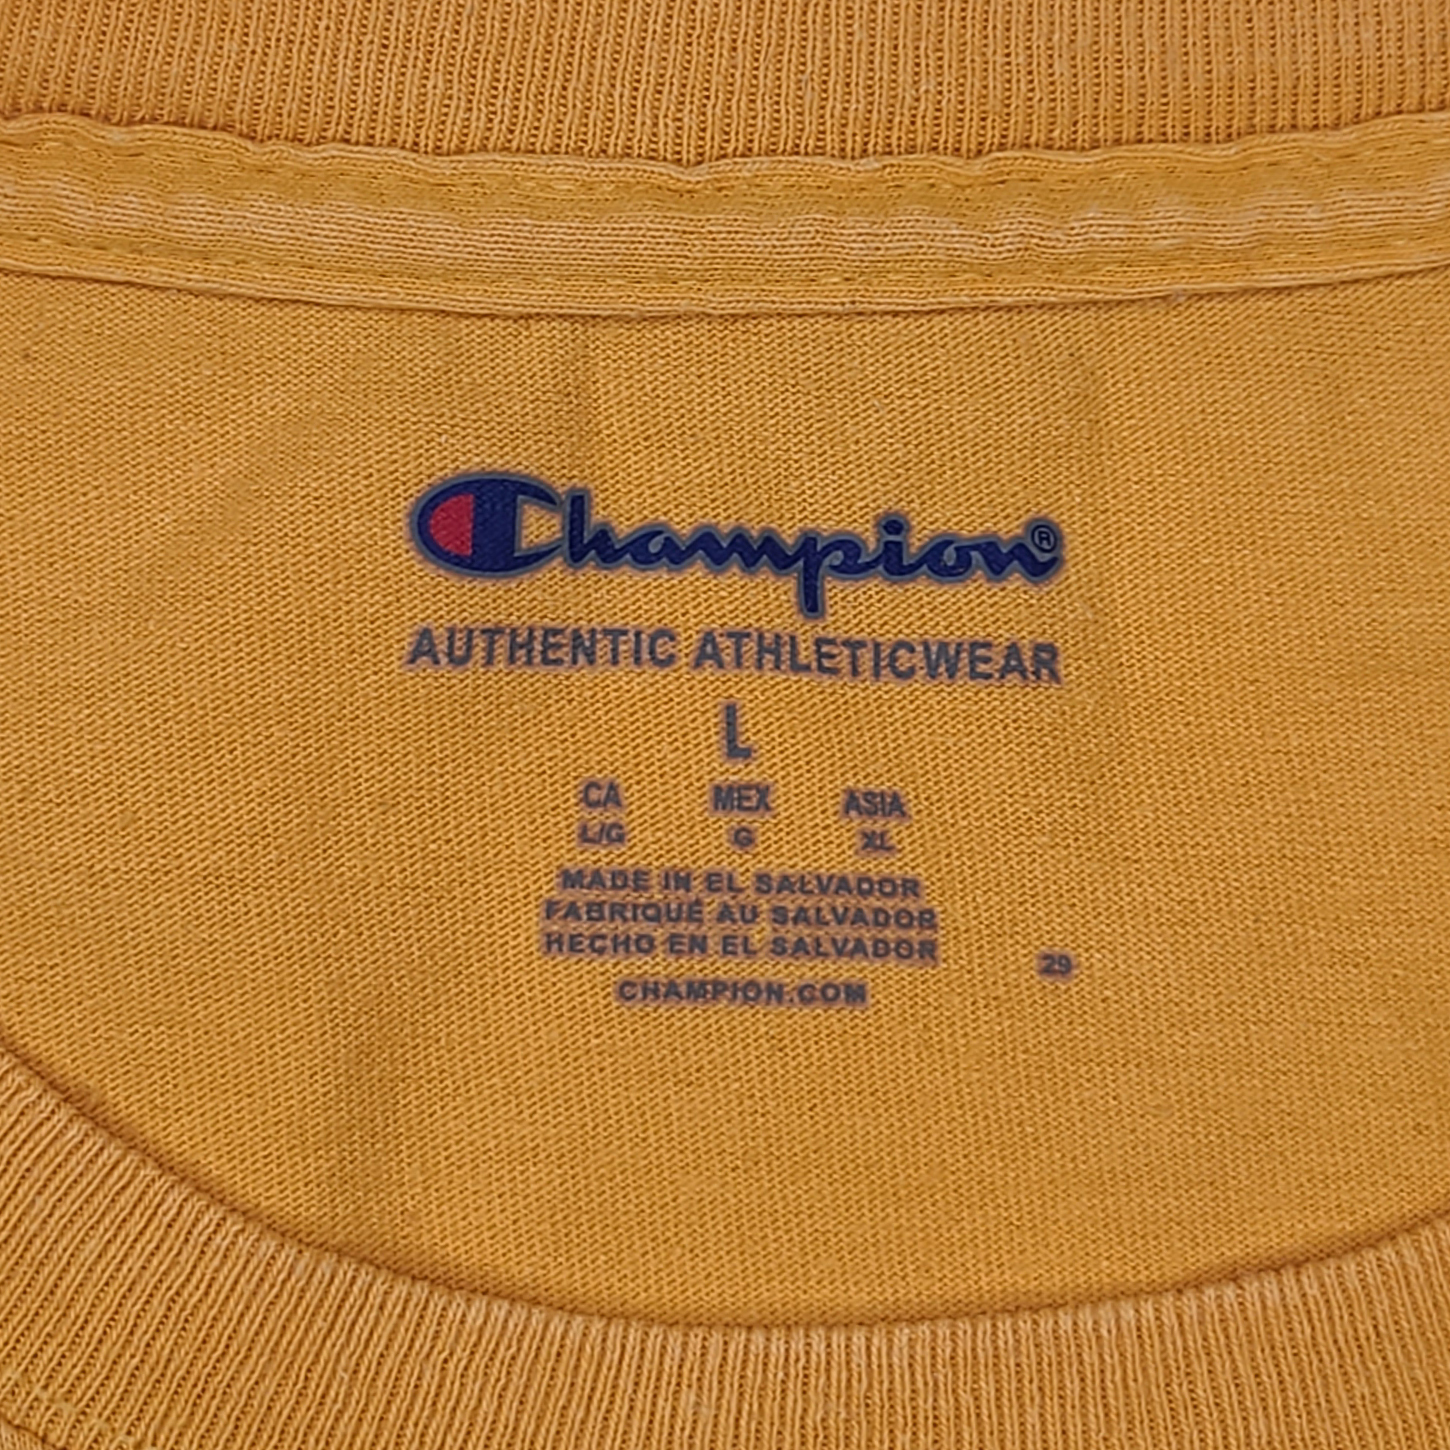 Champion®
AUTHENTIC ATHLETICWEAR
L
CA MEX ASIA
L/G G XL
MADE IN EL SALVADOR
FABRIQUÉ AU SALVADOR
HECHO EN EL SALVADOR
29
CHAMPION.COM